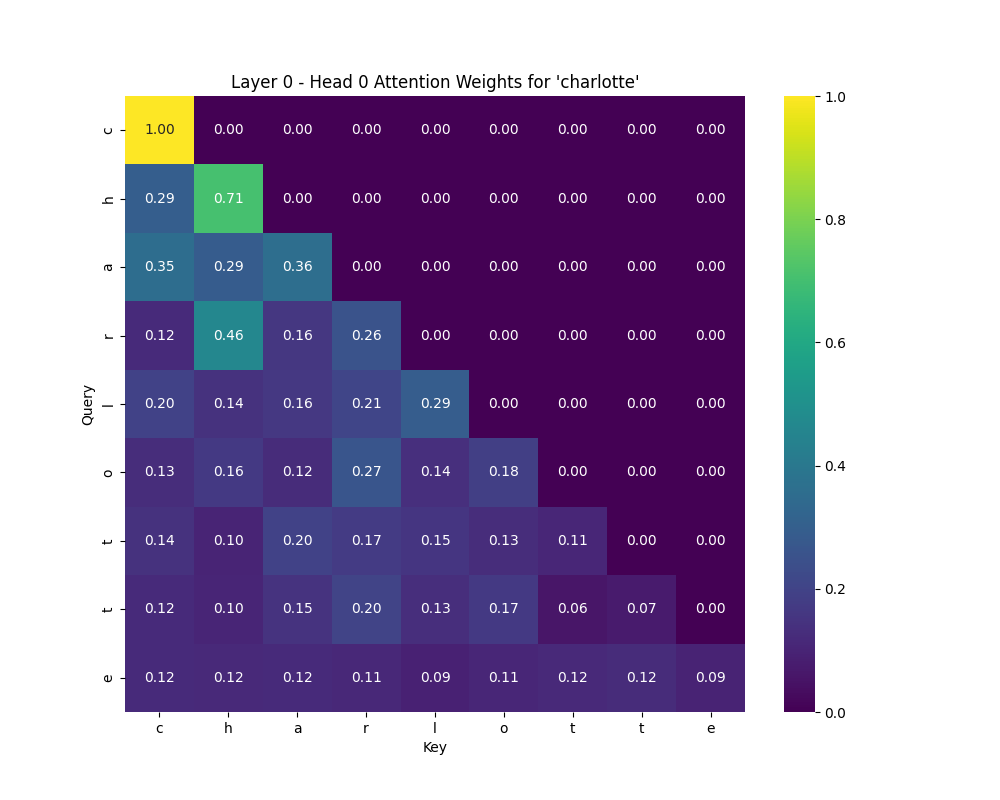 Layer 0 - Head 0 Attention Weights for 'charlotte'
c 1.00 0.00 0.00 0.00 0.00 0.00 0.00 0.00 0.00
h 0.29 0.71 0.00 0.00 0.00 0.00 0.00 0.00 0.00
a 0.35 0.29 0.36 0.00 0.00 0.00 0.00 0.00 0.00
r 0.12 0.46 0.16 0.26 0.00 0.00 0.00 0.00 0.00
l 0.20 0.14 0.16 0.21 0.29 0.00 0.00 0.00 0.00
o 0.13 0.16 0.12 0.27 0.14 0.18 0.00 0.00 0.00
t 0.14 0.10 0.20 0.17 0.15 0.13 0.11 0.00 0.00
t 0.12 0.10 0.15 0.20 0.13 0.17 0.06 0.07 0.00
e 0.12 0.12 0.12 0.11 0.09 0.11 0.12 0.12 0.09
c h a r l o t t e
Key
Query
1.0
0.8
0.6
0.4
0.2
0.0